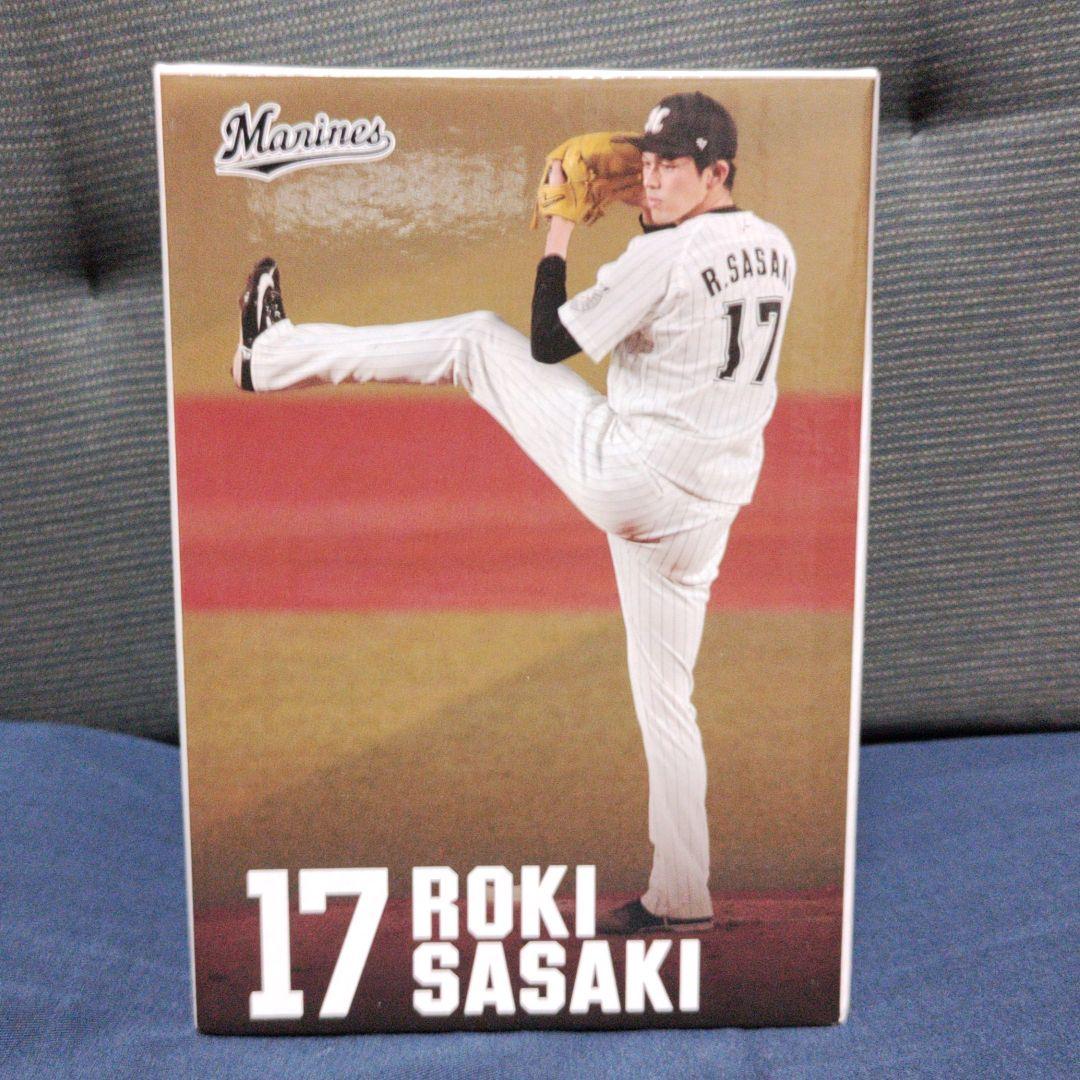 Marines
M
R.SASAKI
17
17 ROKI
SASAKI